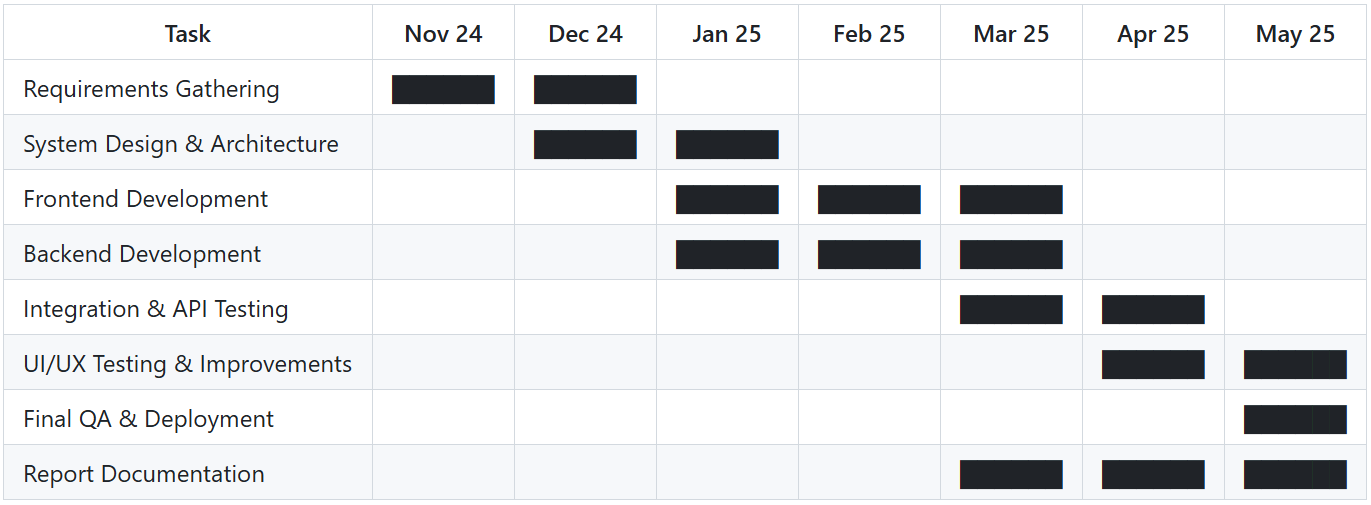 Task Nov 24 Dec 24 Jan 25 Feb 25 Mar 25 Apr 25 May 25
Requirements Gathering
System Design & Architecture
Frontend Development
Backend Development
Integration & API Testing
UI/UX Testing & Improvements
Final QA & Deployment
Report Documentation